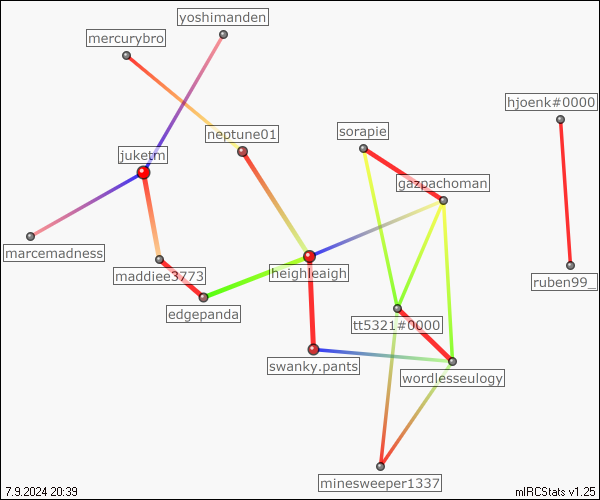 yoshimanden
mercurybro
hjoenk#0000
neptune01
sorapie
juketm
gazpachoman
marcemadness
maddiee3773
heighleaigh
ruben99_
edgepanda
tt5321#0000
swanky.pants
wordlesseulogy
minesweeper1337
7.9.2024 20:39
mIRCStats v1.25